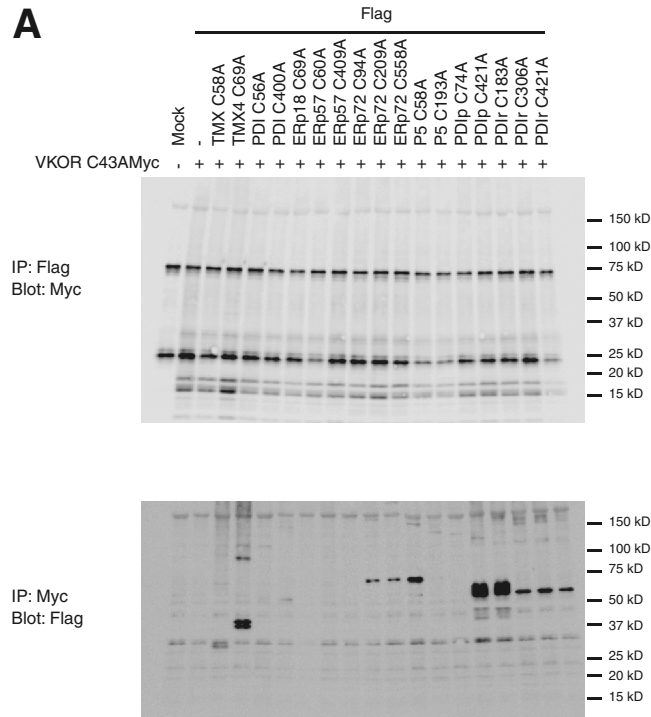 A
Flag
Mock
-
TMX C58A
TMX4 C69A
PDI C56A
PDI C400A
ERp18 C69A
ERp57 C60A
ERp57 C409A
ERp72 C94A
ERp72 C209A
ERp72 C558A
P5 C58A
P5 C193A
PDIp C74A
PDIp C421A
PDIr C183A
PDIr C306A
PDIr C421A
VKOR C43AMyc - + + + + + + + + + + + + + + + + + +
150 kD
100 kD
IP: Flag
75 kD
Blot: Myc
50 kD
37 kD
25 kD
20 kD
15 kD
150 kD
100 kD
75 kD
IP: Myc
50 kD
Blot: Flag
37 kD
25 kD
20 kD
15 kD